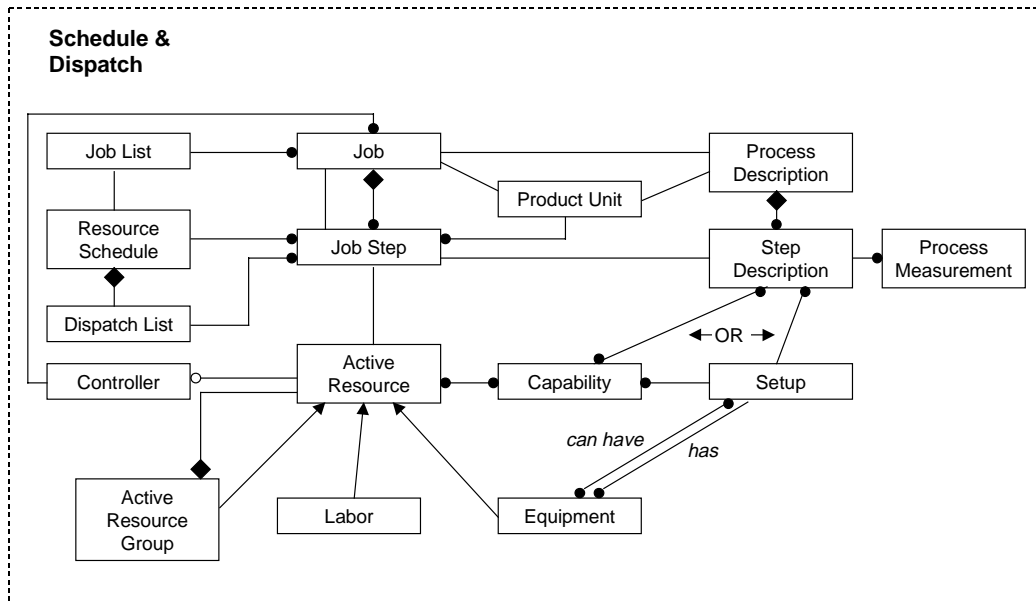 Schedule &
Dispatch
Job List
Job
Process
Description
Product Unit
Resource
Schedule
Job Step
Step
Description
Process
Measurement
Dispatch List
OR
Controller
Active
Resource
Capability
Setup
can have
has
Active
Resource
Group
Labor
Equipment